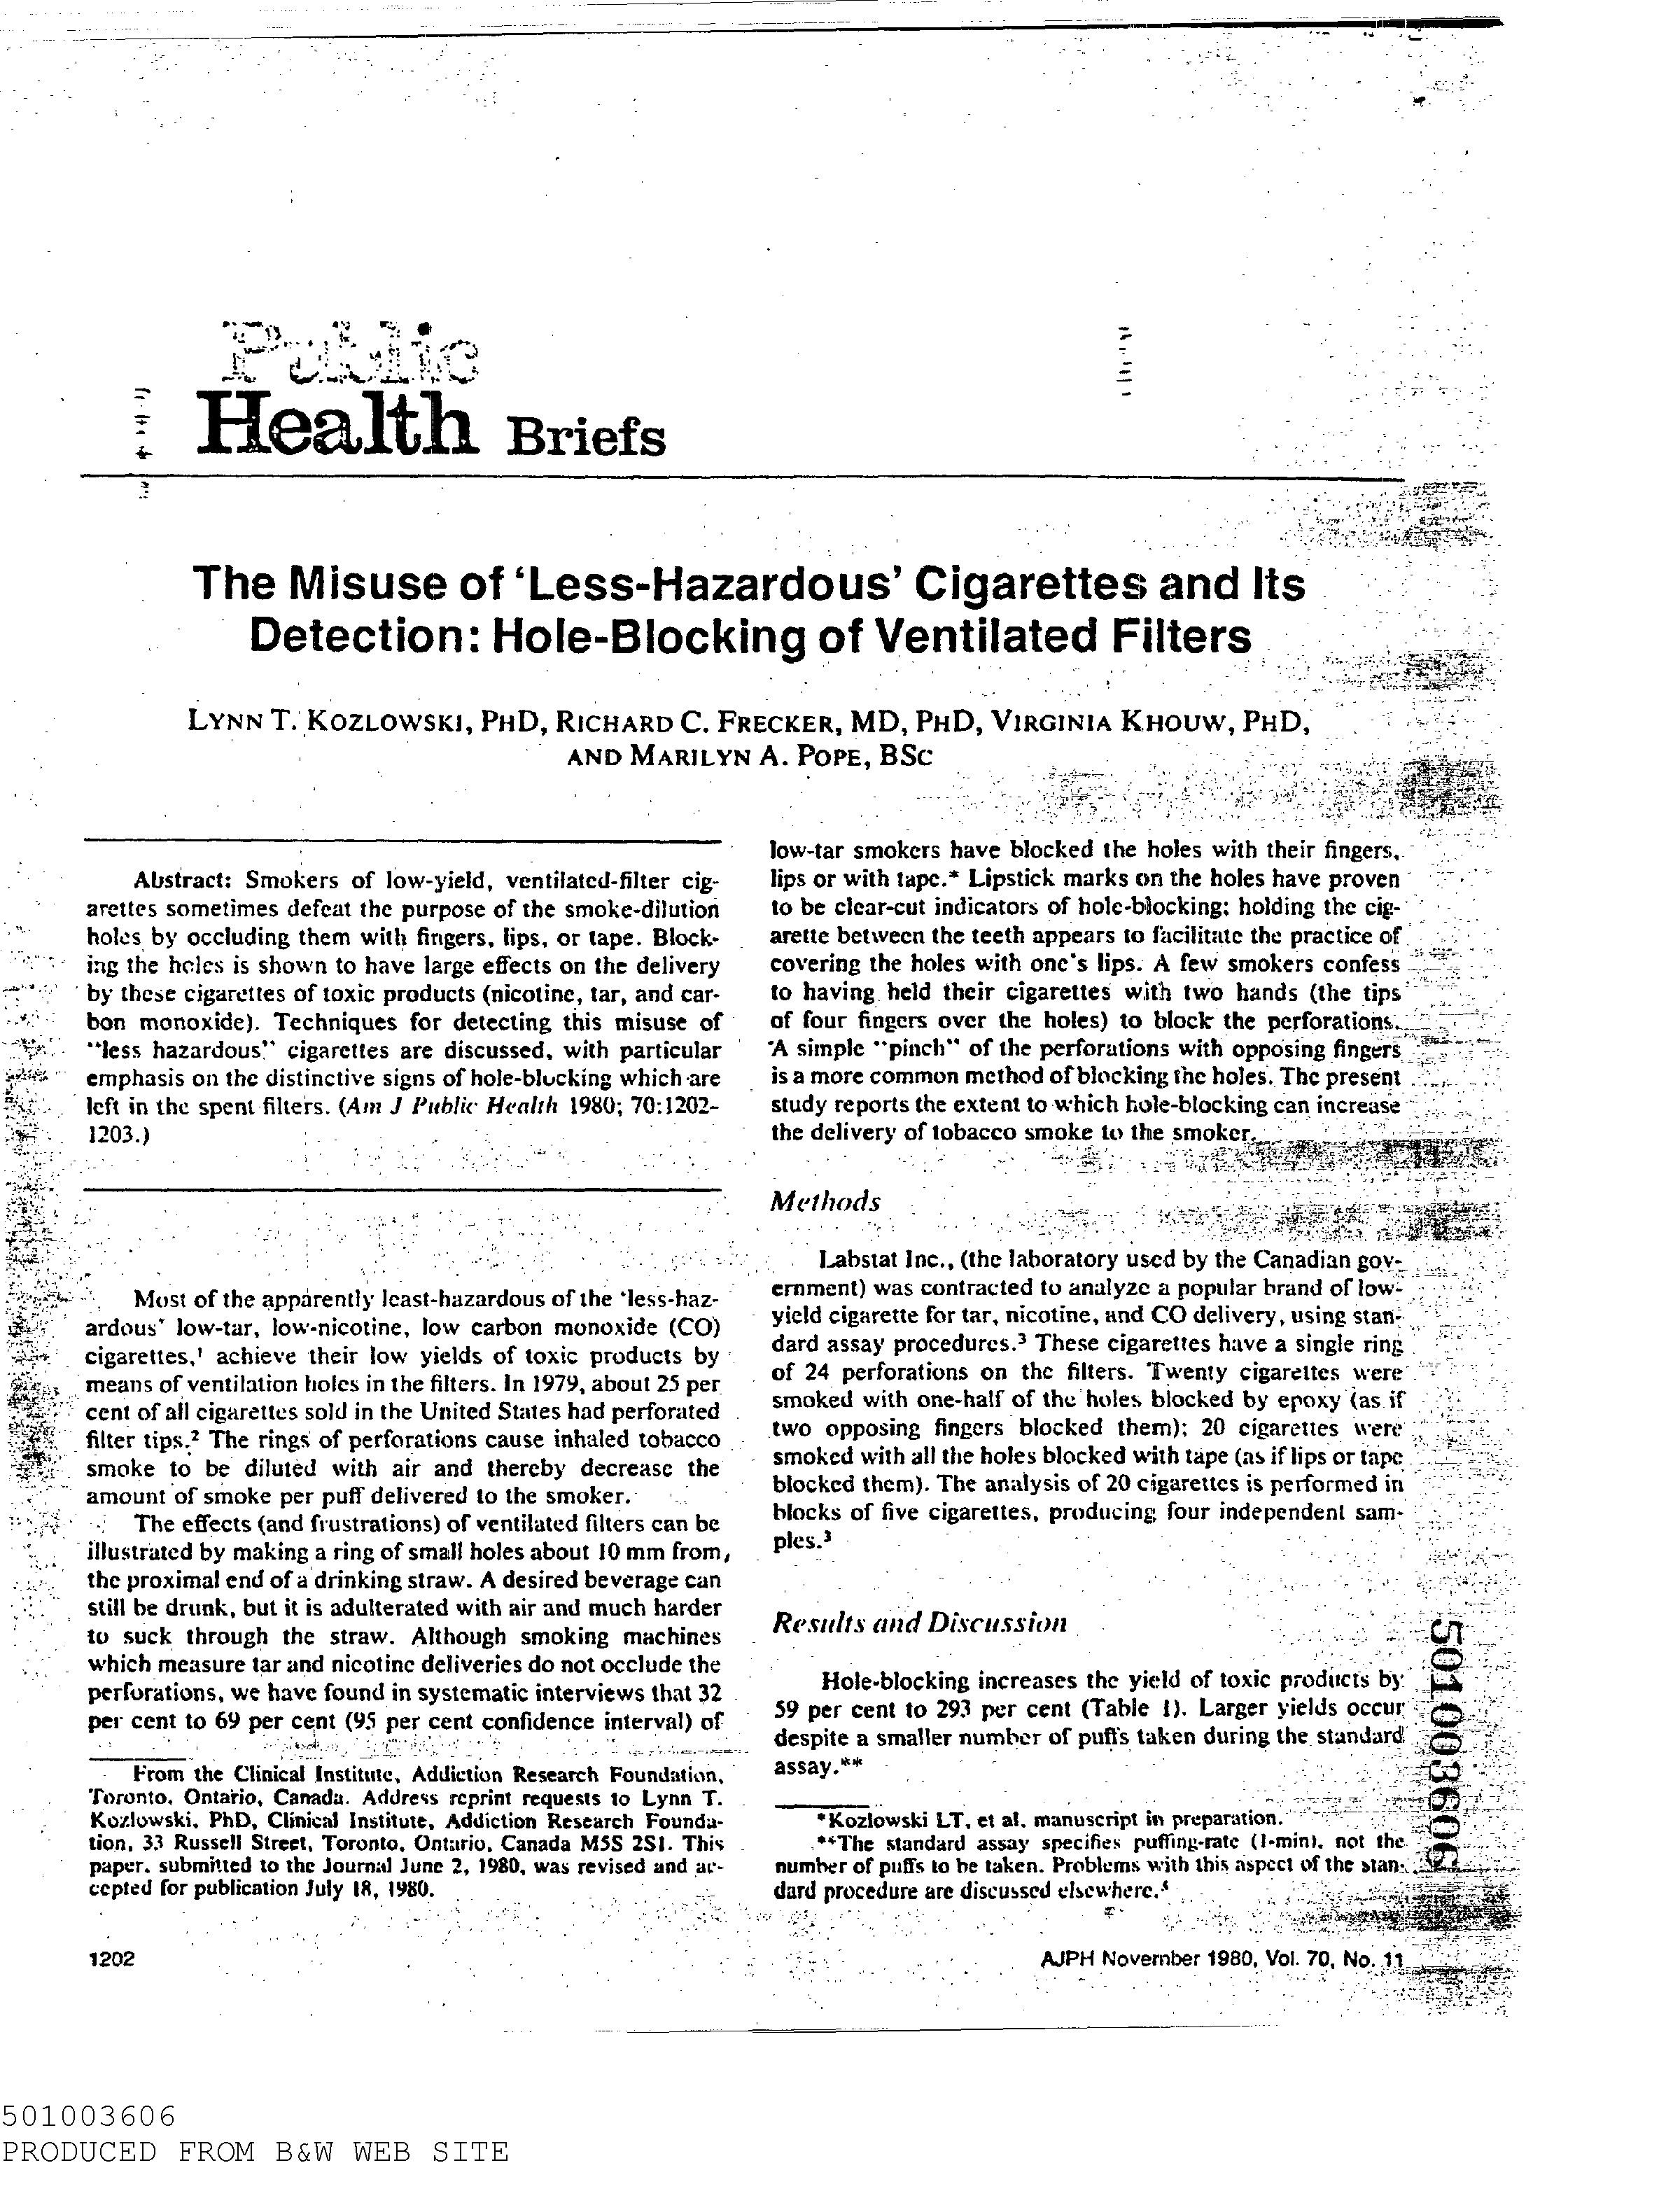 Public
Health Briefs
The Misuse of ‘Less-Hazardous’ Cigarettes and Its
Detection: Hole-Blocking of Ventilated Filters
LYNN T. KOZLOWSKI, PHD, RICHARD C. FRECKER, MD, PHD, VIRGINIA KHOUW, PHD,
AND MARILYN A. POPE, BSC
Abstract: Smokers of low-yield, ventilated-filter cig-
arettes sometimes defeat the purpose of the smoke-dilution
holes by occluding them with fingers, lips, or tape. Block-
ing the holes is shown to have large effects on the delivery
by these cigarettes of toxic products (nicotine, tar, and car-
bon monoxide). Techniques for detecting this misuse of
“less hazardous” cigarettes are discussed, with particular
emphasis on the distinctive signs of hole-blocking which are
left in the spent filters. (Am J Public Health 1980; 70:1202-
1203.)
Most of the apparently least-hazardous of the ‘less-haz-
ardous’ low-tar, low-nicotine, low carbon monoxide (CO)
cigarettes,¹ achieve their low yields of toxic products by
means of ventilation holes in the filters. In 1979, about 25 per
cent of all cigarettes sold in the United States had perforated
filter tips.² The rings of perforations cause inhaled tobacco
smoke to be diluted with air and thereby decrease the
amount of smoke per puff delivered to the smoker.
The effects (and frustrations) of ventilated filters can be
illustrated by making a ring of small holes about 10 mm from,
the proximal end of a drinking straw. A desired beverage can
still be drunk, but it is adulterated with air and much harder
to suck through the straw. Although smoking machines
which measure tar and nicotine deliveries do not occlude the
perforations, we have found in systematic interviews that 32
per cent to 69 per cent (95 per cent confidence interval) of
From the Clinical Institute, Addiction Research Foundation,
Toronto, Ontario, Canada. Address reprint requests to Lynn T.
Kozlowski, PhD, Clinical Institute, Addiction Research Founda-
tion, 33 Russell Street, Toronto, Ontario, Canada M5S 2S1. This
paper, submitted to the Journal June 2, 1980, was revised and ac-
cepted for publication July 18, 1980.
low-tar smokers have blocked the holes with their fingers,
lips or with tape.* Lipstick marks on the holes have proven
to be clear-cut indicators of hole-blocking; holding the cig-
arette between the teeth appears to facilitate the practice of
covering the holes with one's lips. A few smokers confess
to having held their cigarettes with two hands (the tips
of four fingers over the holes) to block the perforations.
A simple “pinch” of the perforations with opposing fingers
is a more common method of blocking the holes. The present
study reports the extent to which hole-blocking can increase
the delivery of tobacco smoke to the smoker.
Methods
Labstat Inc., (the laboratory used by the Canadian gov-
ernment) was contracted to analyze a popular brand of low-
yield cigarette for tar, nicotine, and CO delivery, using stan-
dard assay procedures.³ These cigarettes have a single ring
of 24 perforations on the filters. Twenty cigarettes were
smoked with one-half of the holes blocked by epoxy (as if
two opposing fingers blocked them); 20 cigarettes were
smoked with all the holes blocked with tape (as if lips or tape
blocked them). The analysis of 20 cigarettes is performed in
blocks of five cigarettes, producing four independent sam-
ples.³
Results and Discussion
Hole-blocking increases the yield of toxic products by
59 per cent to 293 per cent (Table 1). Larger yields occur
despite a smaller number of puffs taken during the standard
assay.**
*Kozlowski LT, et al. manuscript in preparation.
**The standard assay specifies puffing-rate (1-min), not the
number of puffs to be taken. Problems with this aspect of the stan-
dard procedure are discussed elsewhere.
501003606
1202
AJPH November 1980, Vol. 70, No. 11
501003606
PRODUCED FROM B&W WEB SITE